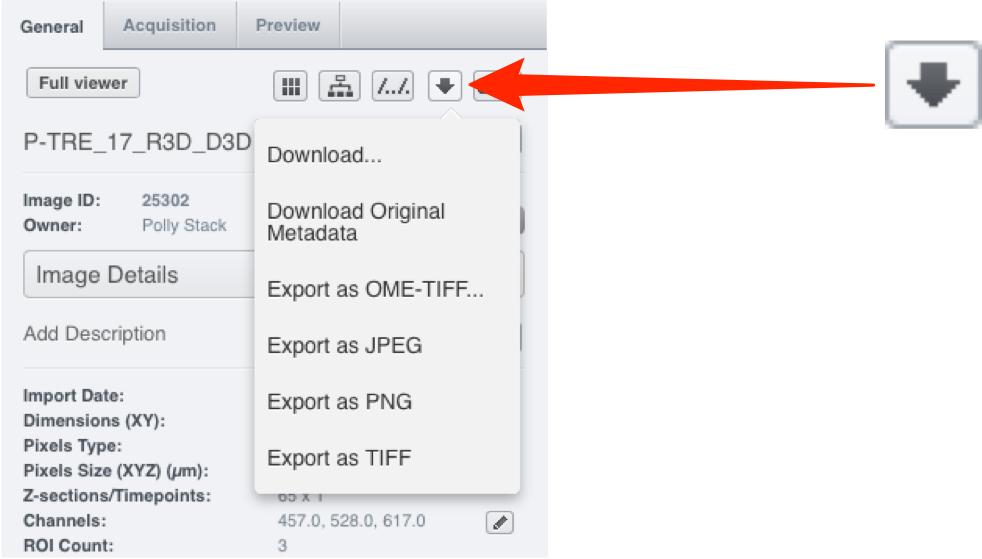 General Acquisition Preview
Full viewer /.../.
P-TRE_17_R3D_D3D
Download...
Download Original
Metadata
Image ID: 25302
Owner: Polly Stack
Image Details
Export as OME-TIFF...
Add Description
Export as JPEG
Import Date:
Export as PNG
Dimensions (XY):
Pixels Type:
Export as TIFF
Pixels Size (XYZ) (µm):
Z-sections/Timepoints: 65 x 1
Channels: 457.0, 528.0, 617.0
ROI Count: 3